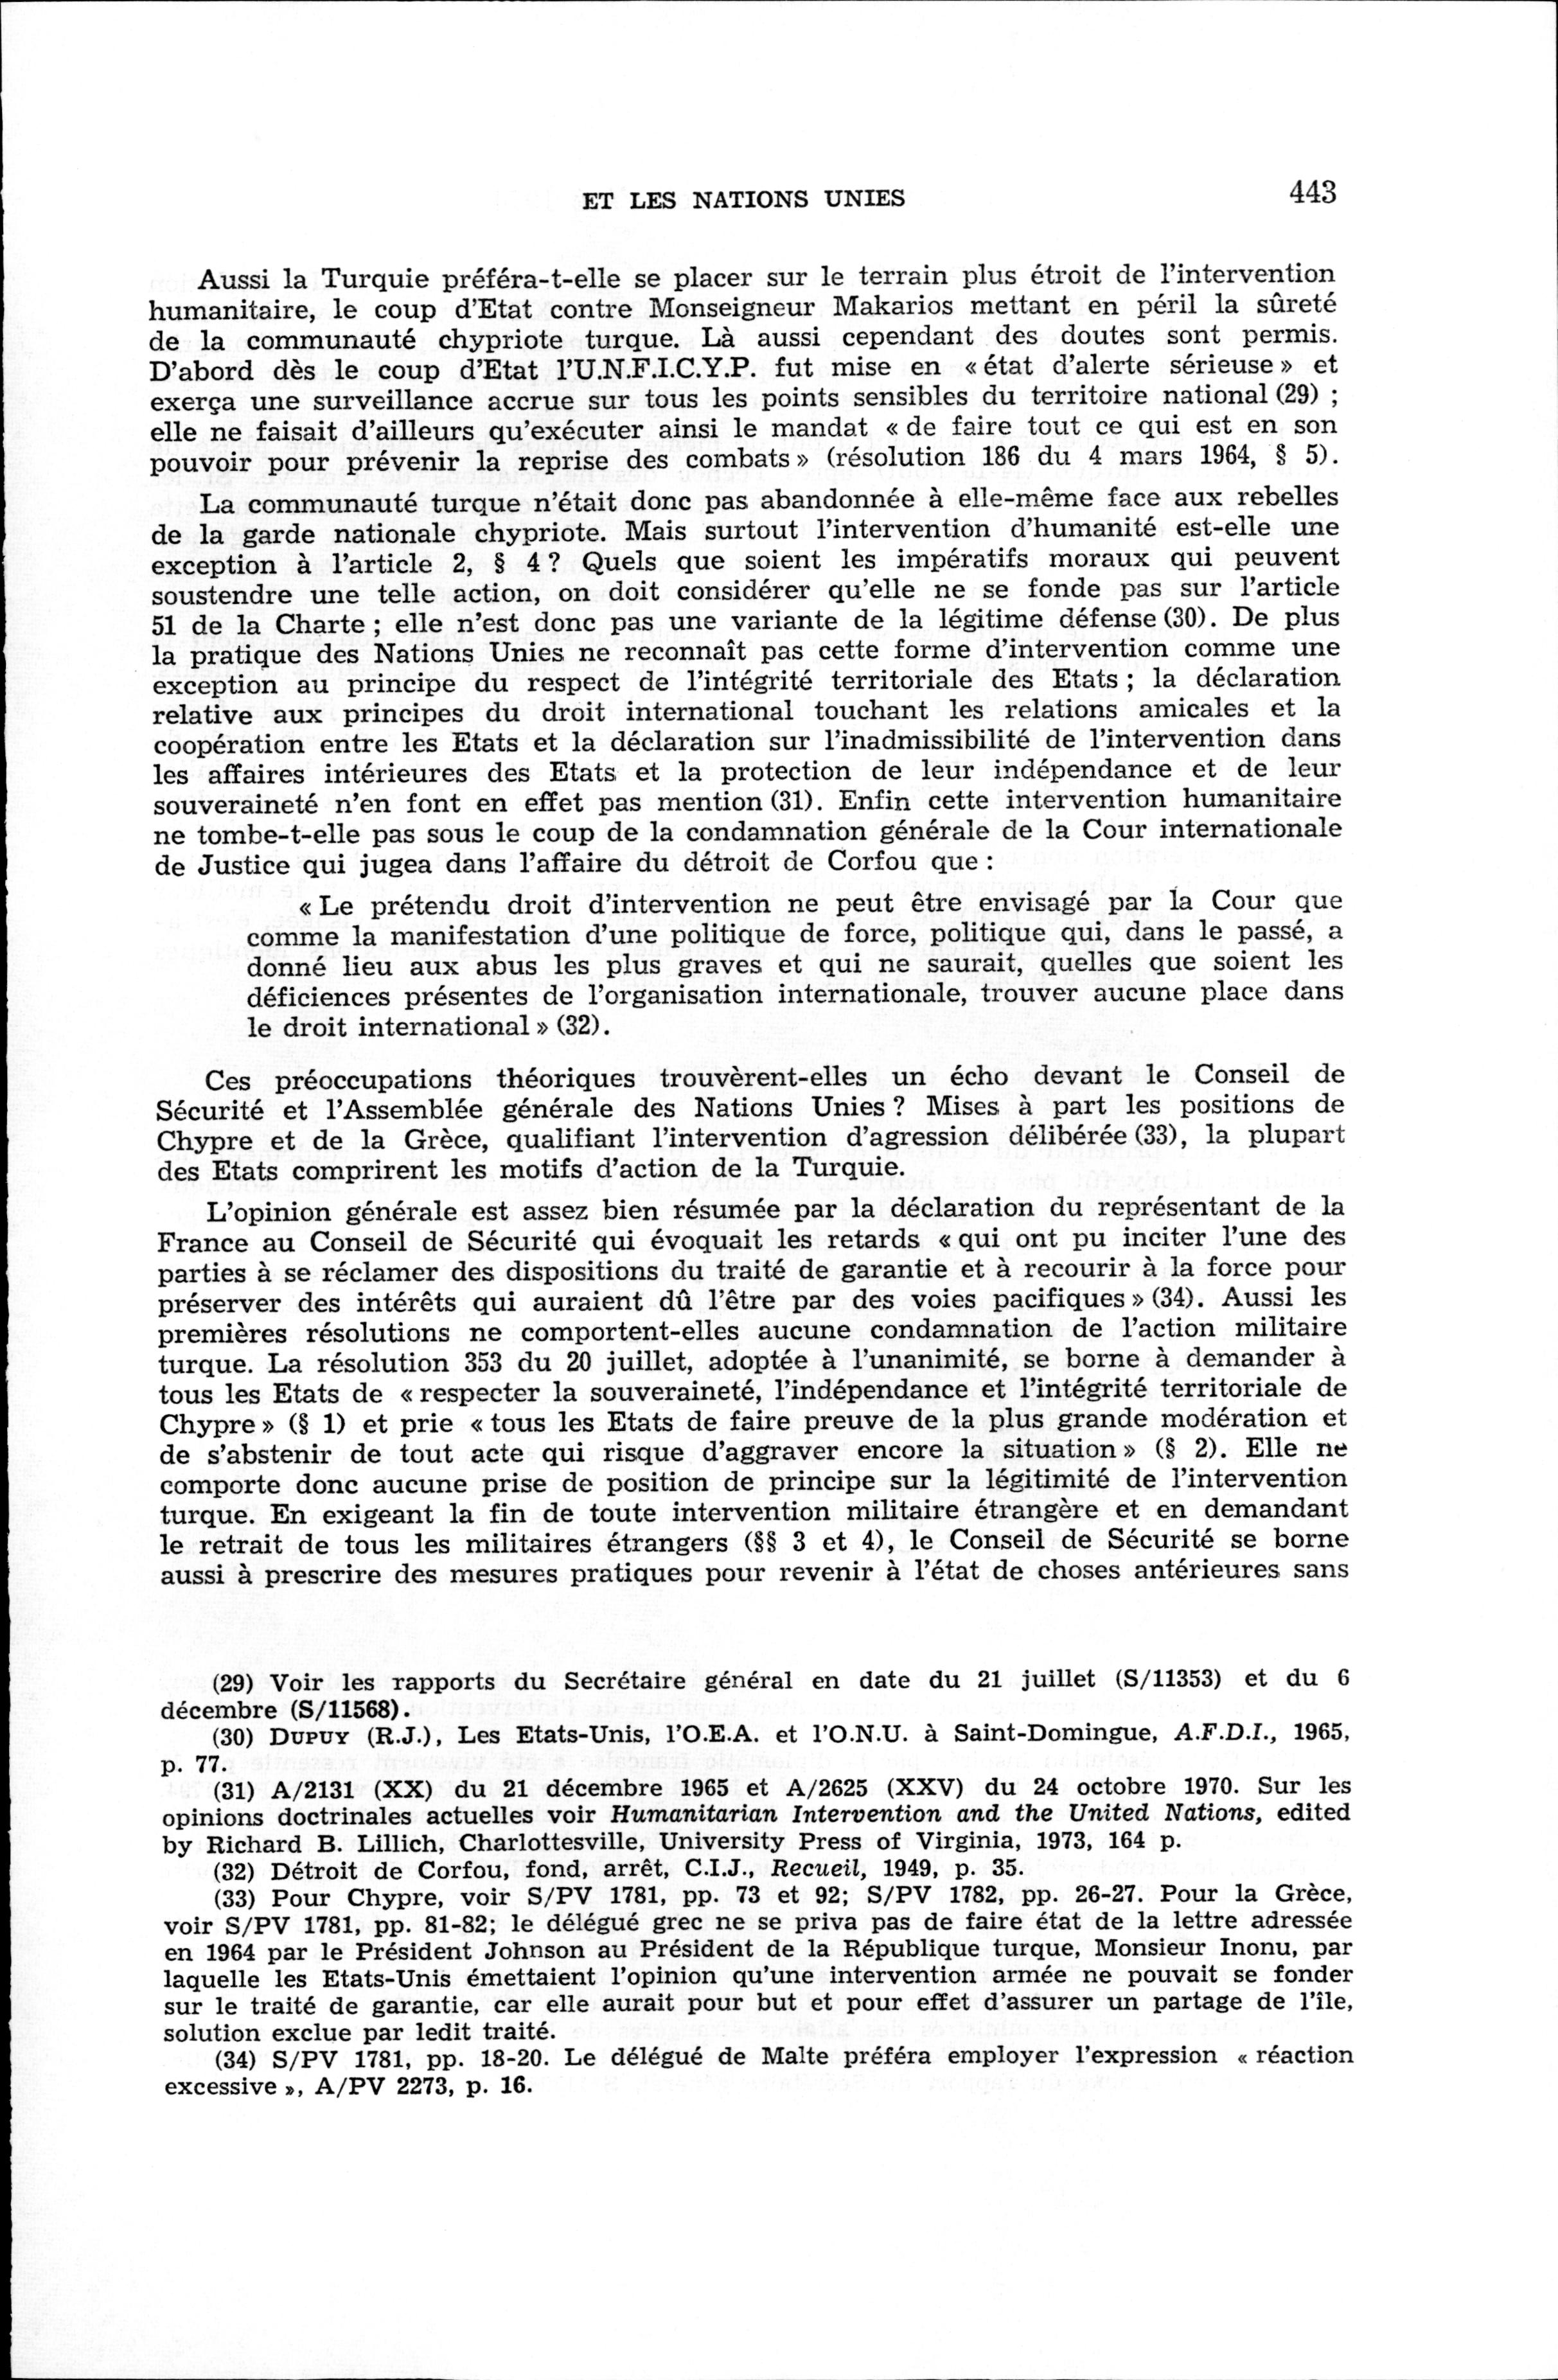 ET LES NATIONS UNIES
443
Aussi la Turquie préféra-t-elle se placer sur le terrain plus étroit de l'intervention
humanitaire, le coup d'Etat contre Monseigneur Makarios mettant en péril la sûreté
de la communauté chypriote turque. Là aussi cependant des doutes sont permis.
D'abord dès le coup d'Etat l'U.N.F.I.C.Y.P. fut mise en « état d'alerte sérieuse » et
exerça une surveillance accrue sur tous les points sensibles du territoire national (29) ;
elle ne faisait d'ailleurs qu'exécuter ainsi le mandat « de faire tout ce qui est en son
pouvoir pour prévenir la reprise des combats » (résolution 186 du 4 mars 1964, § 5).
La communauté turque n'était donc pas abandonnée à elle-même face aux rebelles
de la garde nationale chypriote. Mais surtout l'intervention d'humanité est-elle une
exception à l'article 2, § 4 ? Quels que soient les impératifs moraux qui peuvent
soustendre une telle action, on doit considérer qu'elle ne se fonde pas sur l'article
51 de la Charte ; elle n'est donc pas une variante de la légitime défense (30). De plus
la pratique des Nations Unies ne reconnaît pas cette forme d'intervention comme une
exception au principe du respect de l'intégrité territoriale des Etats ; la déclaration
relative aux principes du droit international touchant les relations amicales et la
coopération entre les Etats et la déclaration sur l'inadmissibilité de l'intervention dans
les affaires intérieures des Etats et la protection de leur indépendance et de leur
souveraineté n'en font en effet pas mention (31). Enfin cette intervention humanitaire
ne tombe-t-elle pas sous le coup de la condamnation générale de la Cour internationale
de Justice qui jugea dans l'affaire du détroit de Corfou que :
« Le prétendu droit d'intervention ne peut être envisagé par la Cour que
comme la manifestation d'une politique de force, politique qui, dans le passé, a
donné lieu aux abus les plus graves et qui ne saurait, quelles que soient les
déficiences présentes de l'organisation internationale, trouver aucune place dans
le droit international » (32).
Ces préoccupations théoriques trouvèrent-elles un écho devant le Conseil de
Sécurité et l'Assemblée générale des Nations Unies ? Mises à part les positions de
Chypre et de la Grèce, qualifiant l'intervention d'agression délibérée (33), la plupart
des Etats comprirent les motifs d'action de la Turquie.
L'opinion générale est assez bien résumée par la déclaration du représentant de la
France au Conseil de Sécurité qui évoquait les retards « qui ont pu inciter l'une des
parties à se réclamer des dispositions du traité de garantie et à recourir à la force pour
préserver des intérêts qui auraient dû l'être par des voies pacifiques » (34). Aussi les
premières résolutions ne comportent-elles aucune condamnation de l'action militaire
turque. La résolution 353 du 20 juillet, adoptée à l'unanimité, se borne à demander à
tous les Etats de « respecter la souveraineté, l'indépendance et l'intégrité territoriale de
Chypre » (§ 1) et prie « tous les Etats de faire preuve de la plus grande modération et
de s'abstenir de tout acte qui risque d'aggraver encore la situation » (§ 2). Elle ne
comporte donc aucune prise de position de principe sur la légitimité de l'intervention
turque. En exigeant la fin de toute intervention militaire étrangère et en demandant
le retrait de tous les militaires étrangers (§§ 3 et 4), le Conseil de Sécurité se borne
aussi à prescrire des mesures pratiques pour revenir à l'état de choses antérieures sans
(29) Voir les rapports du Secrétaire général en date du 21 juillet (S/11353) et du 6
décembre (S/11568).
(30) DUPUY (R.J.), Les Etats-Unis, l'O.E.A. et l'O.N.U. à Saint-Domingue, A.F.D.I., 1965,
p. 77.
(31) A/2131 (XX) du 21 décembre 1965 et A/2625 (XXV) du 24 octobre 1970. Sur les
opinions doctrinales actuelles voir Humanitarian Intervention and the United Nations, edited
by Richard B. Lillich, Charlottesville, University Press of Virginia, 1973, 164 p.
(32) Détroit de Corfou, fond, arrêt, C.I.J., Recueil, 1949, p. 35.
(33) Pour Chypre, voir S/PV 1781, pp. 73 et 92; S/PV 1782, pp. 26-27. Pour la Grèce,
voir S/PV 1781, pp. 81-82; le délégué grec ne se priva pas de faire état de la lettre adressée
en 1964 par le Président Johnson au Président de la République turque, Monsieur Inonu, par
laquelle les Etats-Unis émettaient l'opinion qu'une intervention armée ne pouvait se fonder
sur le traité de garantie, car elle aurait pour but et pour effet d'assurer un partage de l'île,
solution exclue par ledit traité.
(34) S/PV 1781, pp. 18-20. Le délégué de Malte préféra employer l'expression « réaction
excessive », A/PV 2273, p. 16.